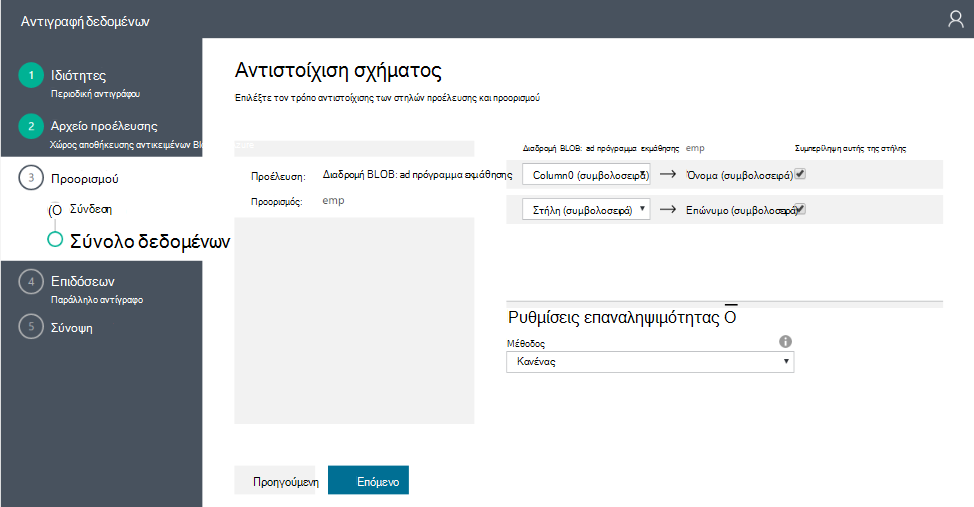 Αντιγραφή δεδομένων
1 Ιδιότητες
Περιοδική αντιγράφου
2 Αρχείο προέλευσης
Χώρος αποθήκευσης αντικειμένων Bl
3 Προορισμού
Σύνδεση
Σύνολο δεδομένων
4 Επιδόσεων
Παράλληλο αντίγραφο
5 Σύνοψη
Αντιστοίχιση σχήματος
Επιλέξτε τον τρόπο αντιστοίχισης των στηλών προέλευσης και προορισμού
Προέλευση: Διαδρομή BLOB: ad πρόγραμμα εκμάθησης
Προορισμός: emp
Διαδρομή BLOB: ad πρόγραμμα εκμάθησης emp Συμπερίληψη αυτής της στήλης
Column0 (συμβολοσειρά) → Όνομα (συμβολοσειρά)
Στήλη (συμβολοσειρά) → Επώνυμο (συμβολοσειρά)
Ρυθμίσεις επαναληψιμότητας
Μέθοδος
Κανένας
Προηγούμενη Επόμενο